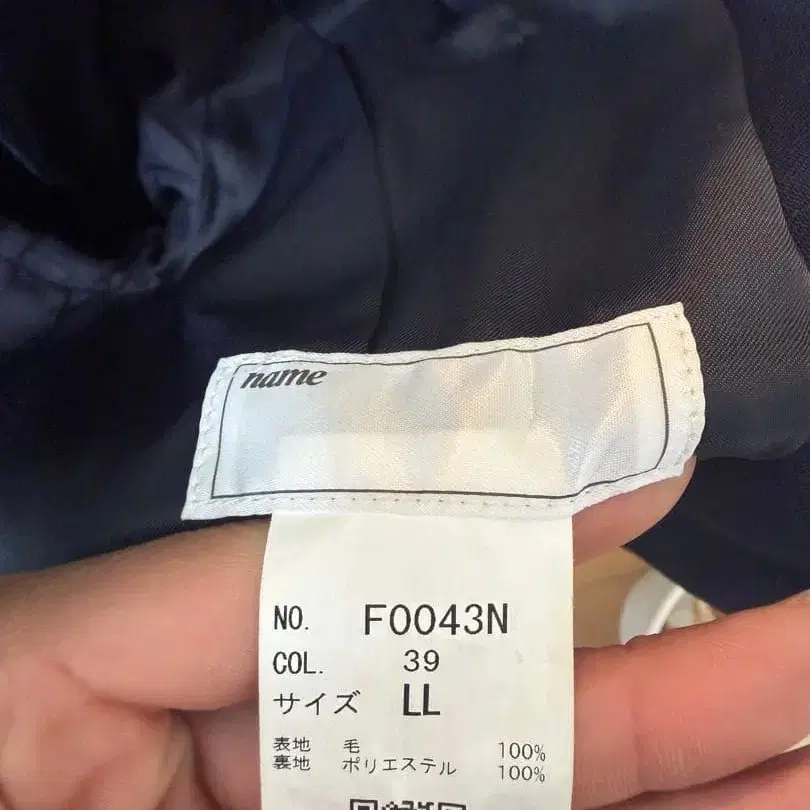 name
NO. F0043N
COL. 39
サイズ LL
表地 毛 100%
裏地 ポリエステル 100%